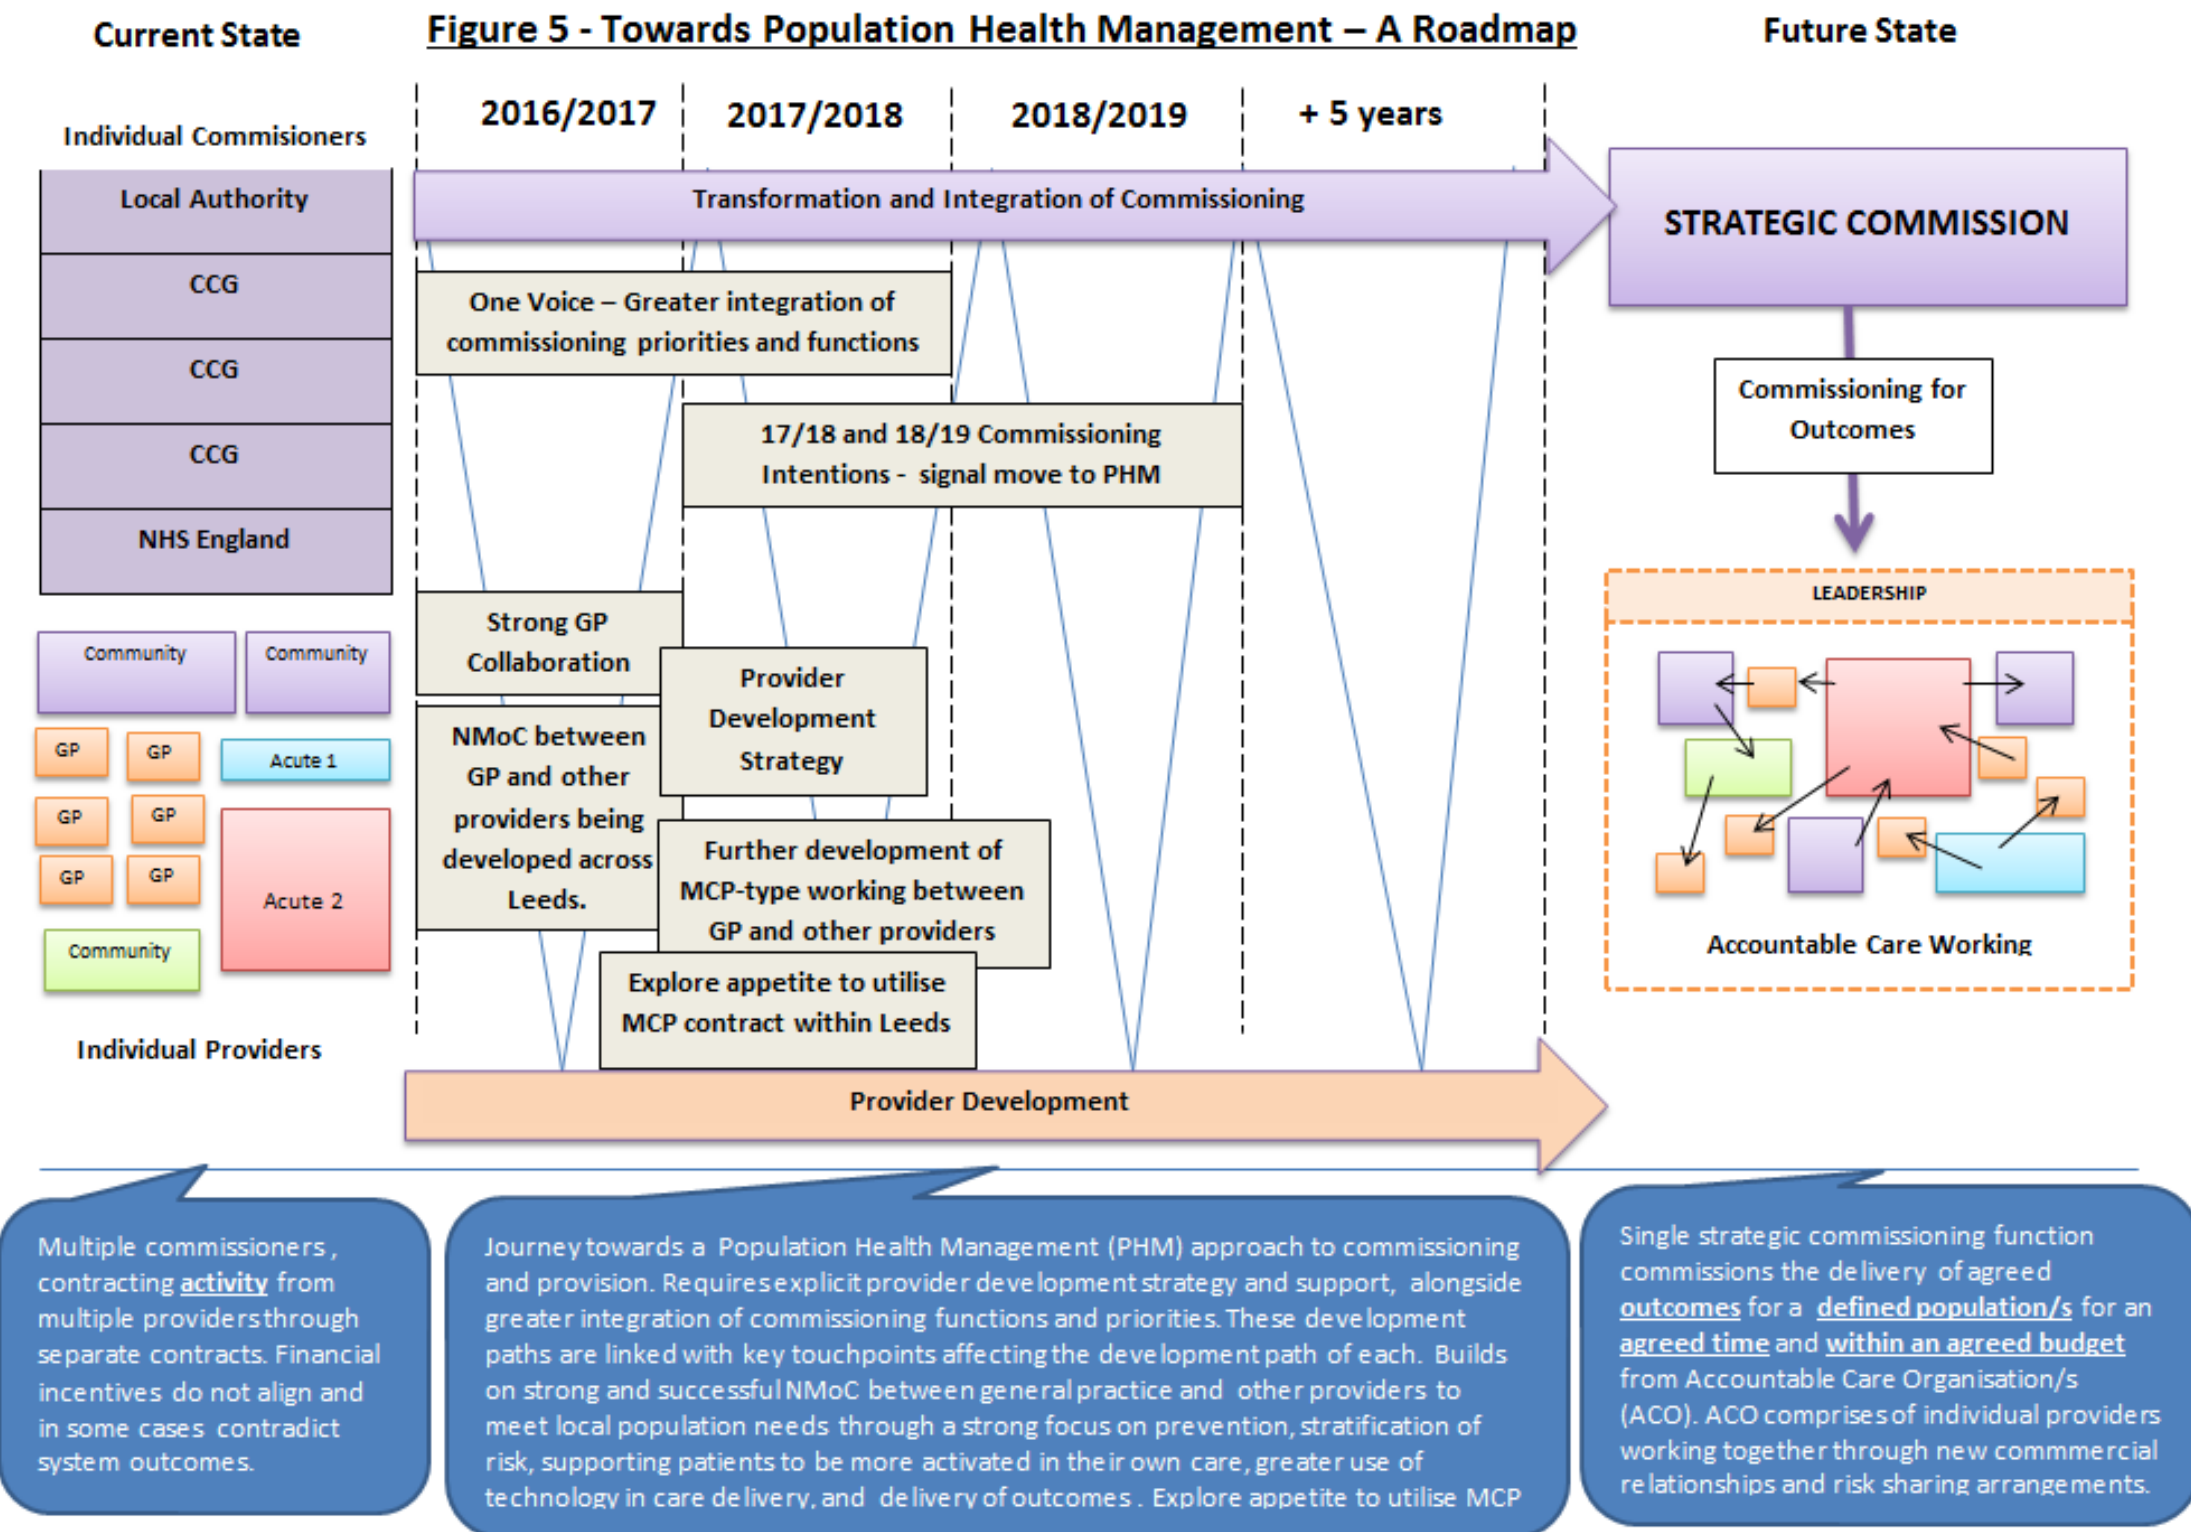 Current State
Figure 5 - Towards Population Health Management – A Roadmap
Future State
2016/2017
2017/2018
2018/2019
+ 5 years
Individual Commisioners
Local Authority
CCG
CCG
CCG
NHS England
Community
Community
GP
GP
Acute 1
GP
GP
GP
GP
Acute 2
Community
Individual Providers
Transformation and Integration of Commissioning
One Voice – Greater integration of
commissioning priorities and functions
17/18 and 18/19 Commissioning
Intentions - signal move to PHM
Strong GP
Collaboration
NMoC between
GP and other
providers being
developed across
Leeds.
Provider
Development
Strategy
Further development of
MCP-type working between
GP and other providers
Explore appetite to utilise
MCP contract within Leeds
Provider Development
STRATEGIC COMMISSION
Commissioning for
Outcomes
LEADERSHIP
Accountable Care Working
Multiple commissioners ,
contracting activity from
multiple providers through
separate contracts. Financial
incentives do not align and
in some cases contradict
system outcomes.
Journey towards a Population Health Management (PHM) approach to commissioning
and provision. Requires explicit provider development strategy and support, alongside
greater integration of commissioning functions and priorities. These development
paths are linked with key touchpoints affecting the development path of each. Builds
on strong and successful NMoC between general practice and other providers to
meet local population needs through a strong focus on prevention, stratification of
risk, supporting patients to be more activated in their own care, greater use of
technology in care delivery, and delivery of outcomes . Explore appetite to utilise MCP
Single strategic commissioning function
commissions the delivery of agreed
outcomes for a defined population/s for an
agreed time and within an agreed budget
from Accountable Care Organisation/s
(ACO). ACO comprises of individual providers
working together through new commmercial
relationships and risk sharing arrangements.